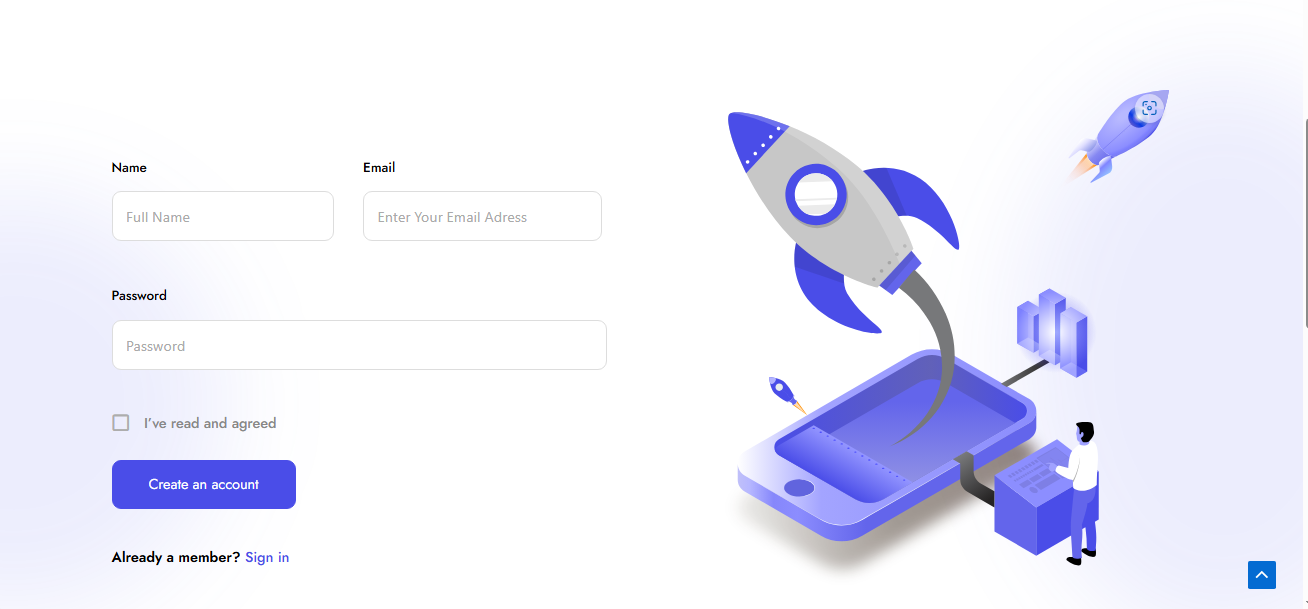 Name
Email
Full Name
Enter Your Email Adress
Password
Password
I’ve read and agreed
Create an account
Already a member? Sign in